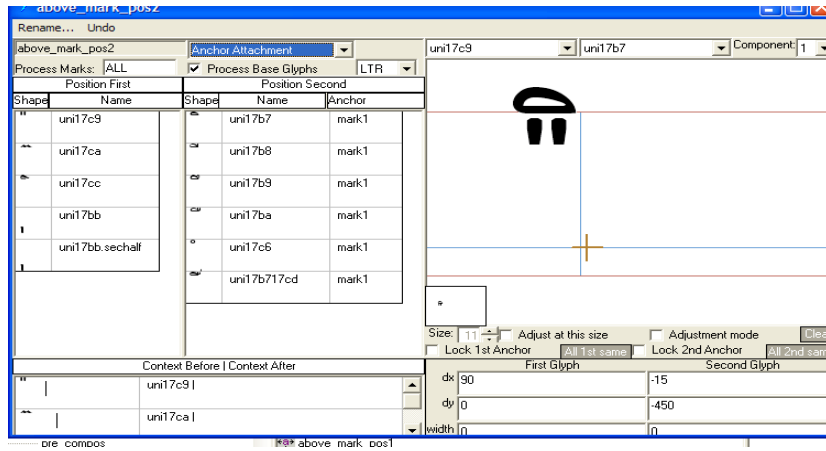 above_mark_pos2
Rename... Undo
above_mark_pos2 Anchor Attachment uni17c9 uni17b7 Component: 1
Process Marks: ALL Process Base Glyphs LTR
Position First Position Second
Shape Name Shape Name Anchor
uni17c9 uni17b7 mark1
uni17ca uni17b8 mark1
uni17cc uni17b9 mark1
uni17bb uni17ba mark1
uni17bb.sechalf uni17c6 mark1
uni17b717cd mark1
Size: 11 Adjust at this size Adjustment mode Clea
Lock 1st Anchor All 1st same Lock 2nd Anchor All 2nd sam
Context Before | Context After First Glyph Second Glyph
uni17c9 | dx 90 -15
dy 0 -450
uni17ca | width 0 0
pre_compos above_mark_pos1